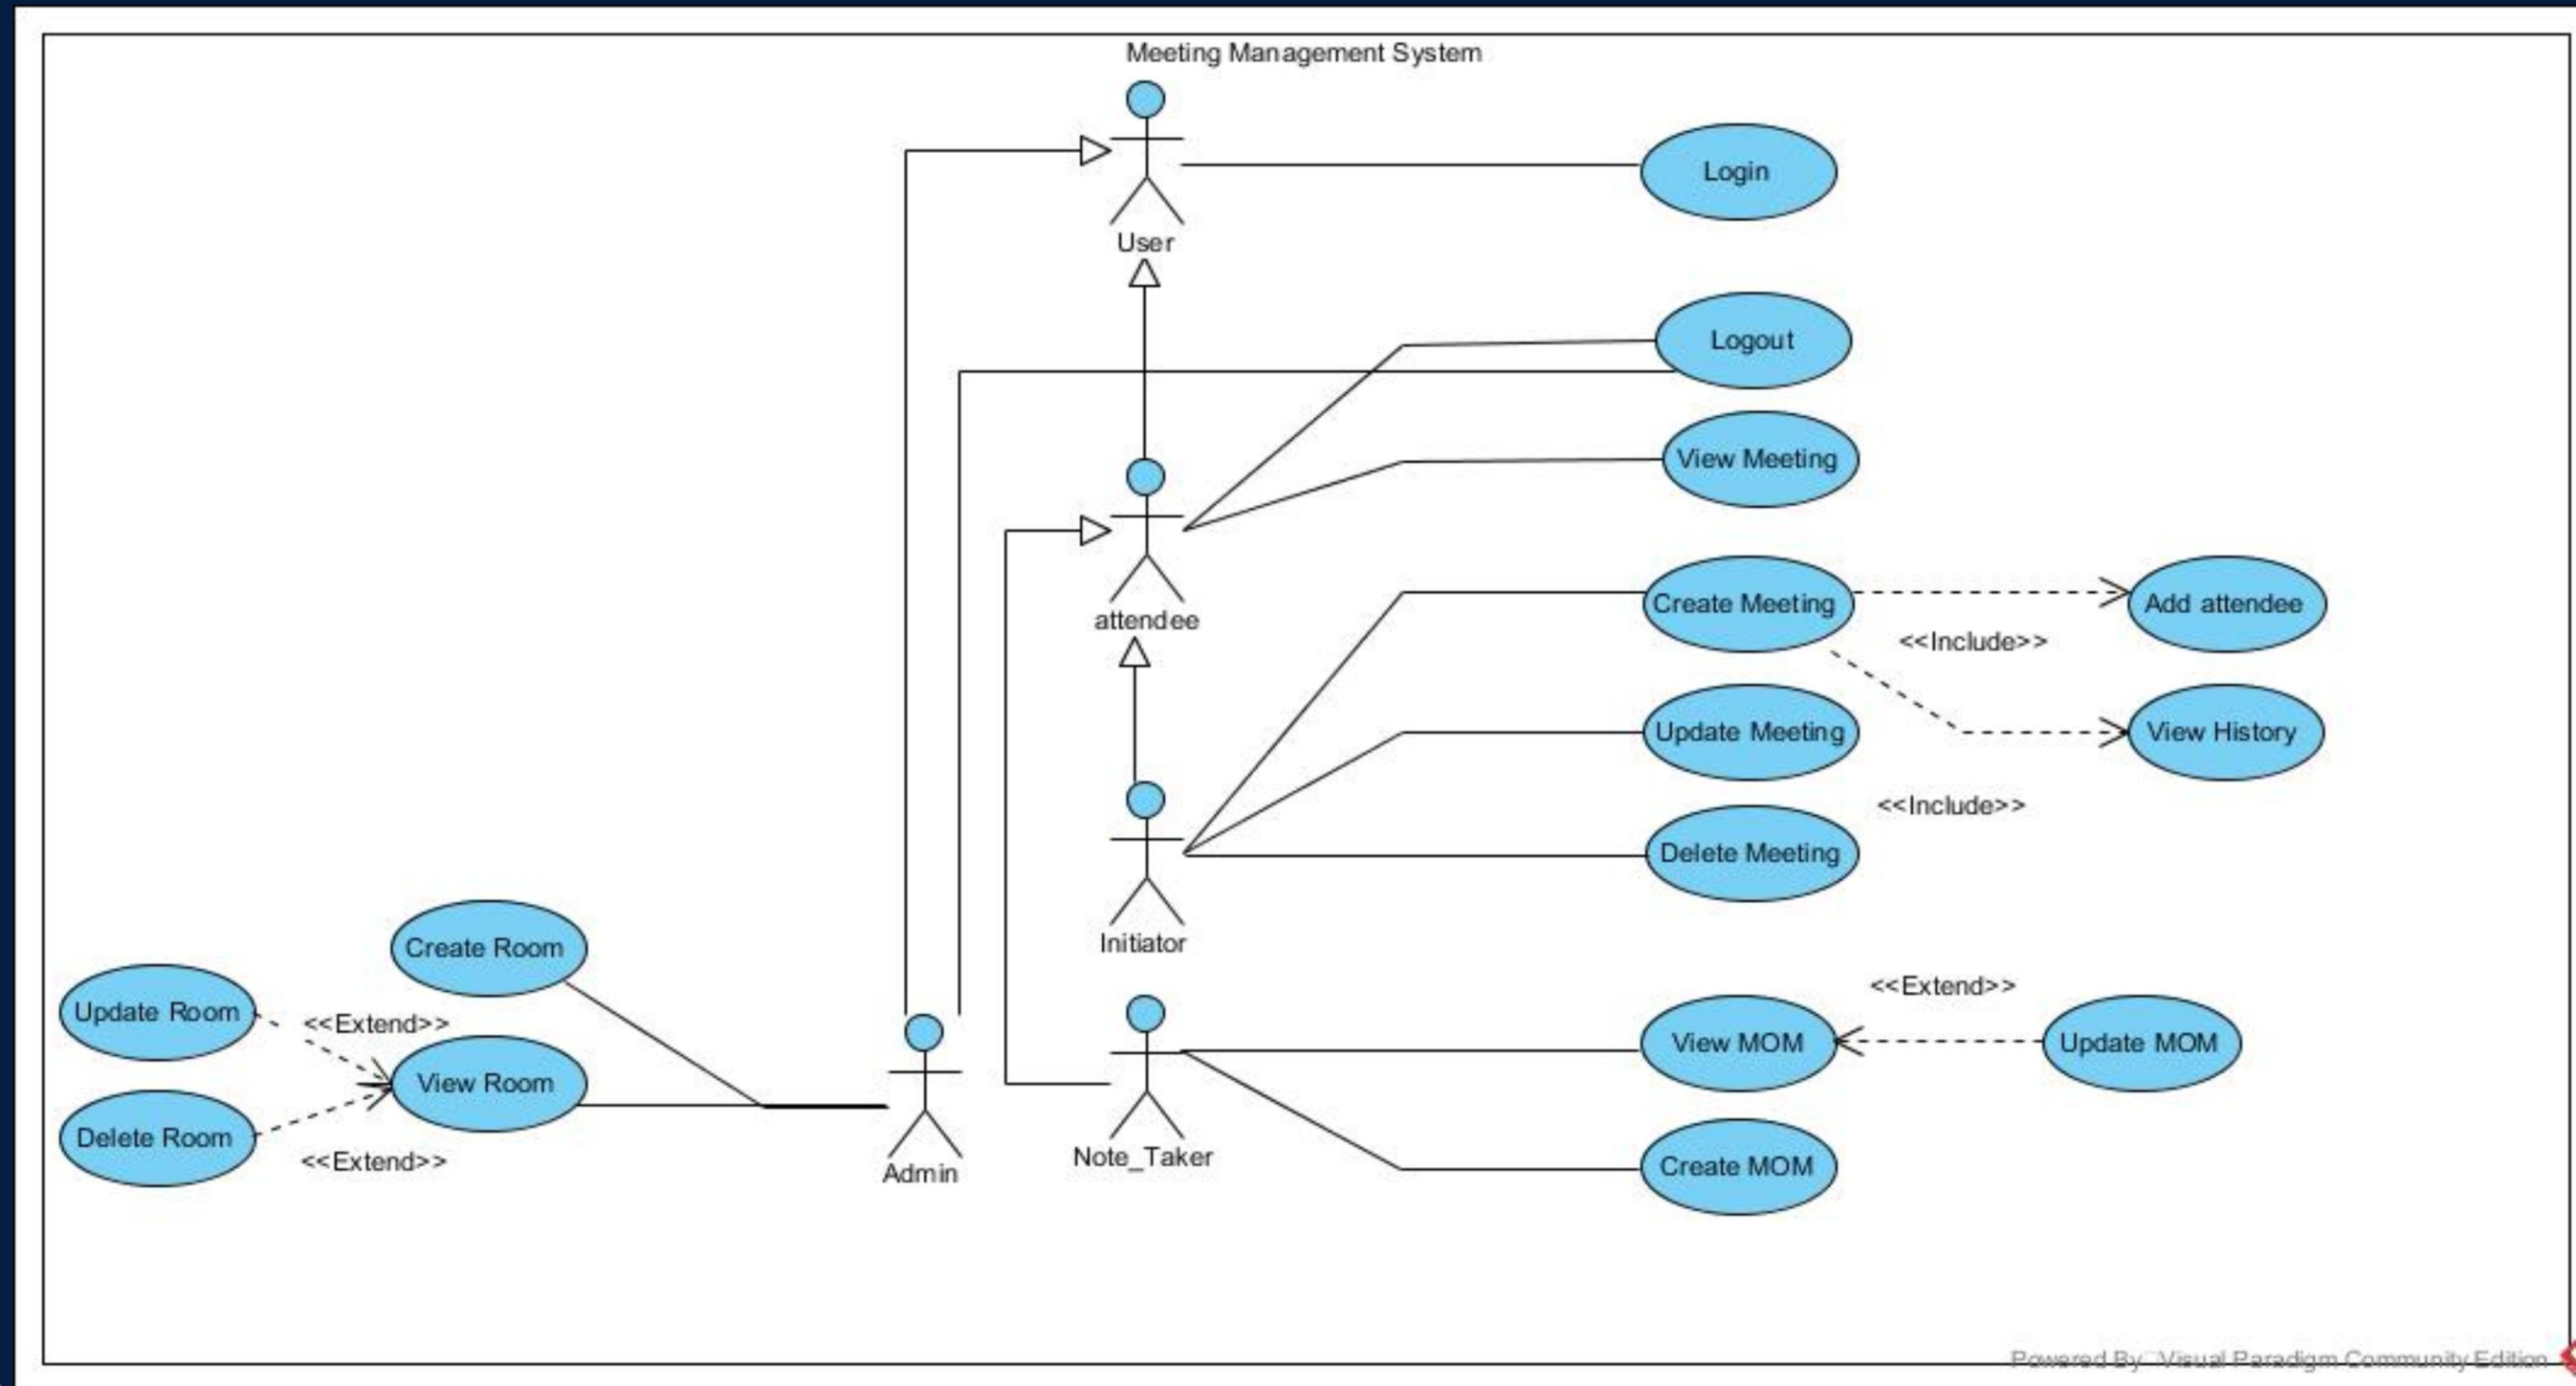 Meeting Management System
User
Login
Logout
View Meeting
attendee
Create Meeting
Add attendee
<<Include>>
Update Meeting
View History
<<Include>>
Delete Meeting
Initiator
Create Room
Update Room
<<Extend>>
View Room
Delete Room
<<Extend>>
Admin
Note_Taker
<<Extend>>
View MOM
Update MOM
Create MOM
Powered By Visual Paradigm Community Edition